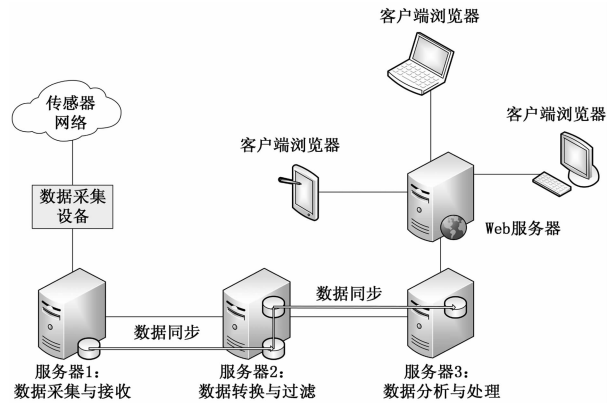 客户端浏览器
传感器
网络
客户端浏览器
客户端浏览器
数据采集
设备
Web服务器
数据同步
数据同步
服务器1：
数据采集与接收
服务器2：
数据转换与过滤
服务器3：
数据分析与处理